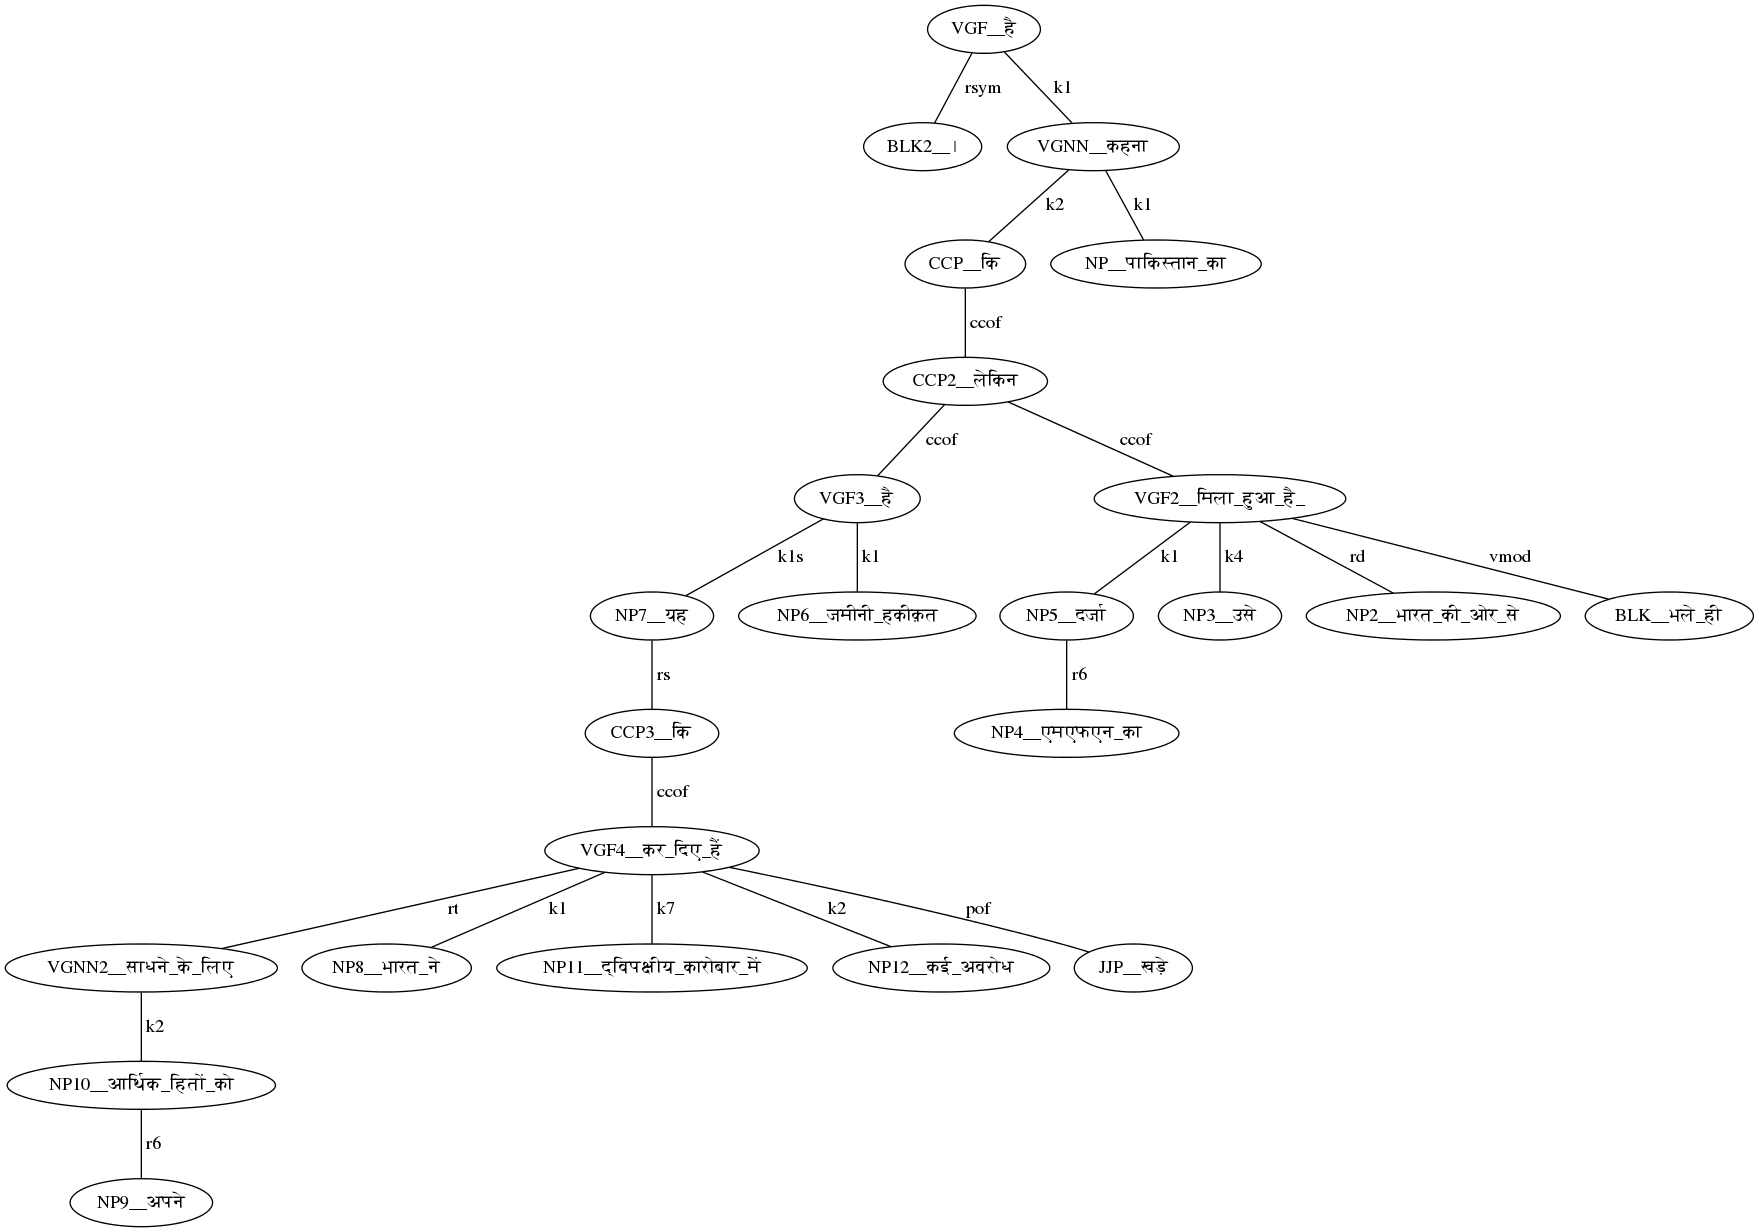 VGF__है
rsym k1
BLK2__। VGNN__कहना
k2 k1
CCP__कि NP__पाकिस्तान_का
ccof
CCP2__लेकिन
ccof ccof
VGF3__है VGF2__मिला_हुआ_है_
k1s k1 k1 k4 rd vmod
NP7__यह NP6__जमीनी_हकीक़त NP5__दर्जा NP3__उसे NP2__भारत_की_ओर_से BLK__भले_ही
rs r6
CCP3__कि NP4__एमएफएन_का
ccof
VGF4__कर_दिए_हैं
rt k1 k7 k2 pof
VGNN2__साधने_के_लिए NP8__भारत_ने NP11__द्विपक्षीय_कारोबार_में NP12__कई_अवरोध JJP__खड़े
k2
NP10__आर्थिक_हितों_को
r6
NP9__अपने